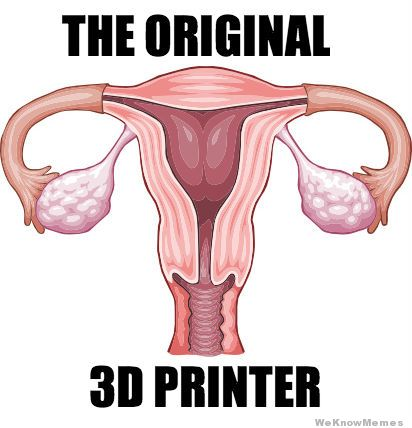 THE ORIGINAL
3D PRINTER
WeKnowMemes